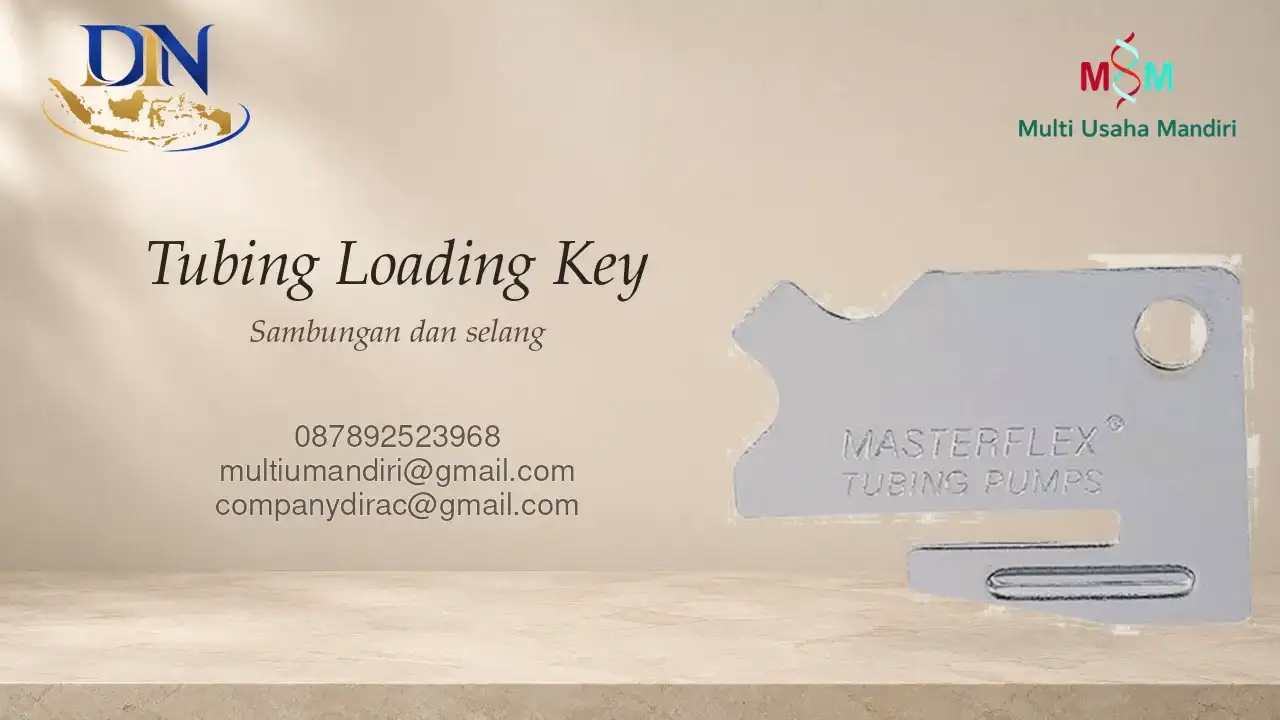 DIN
M M
Multi Usaha Mandiri
Tubing Loading Key
Sambungan dan selang
087892523968
multiumandiri@gmail.com
companydirac@gmail.com
MASTERFLEX®
TUBING PUMPS